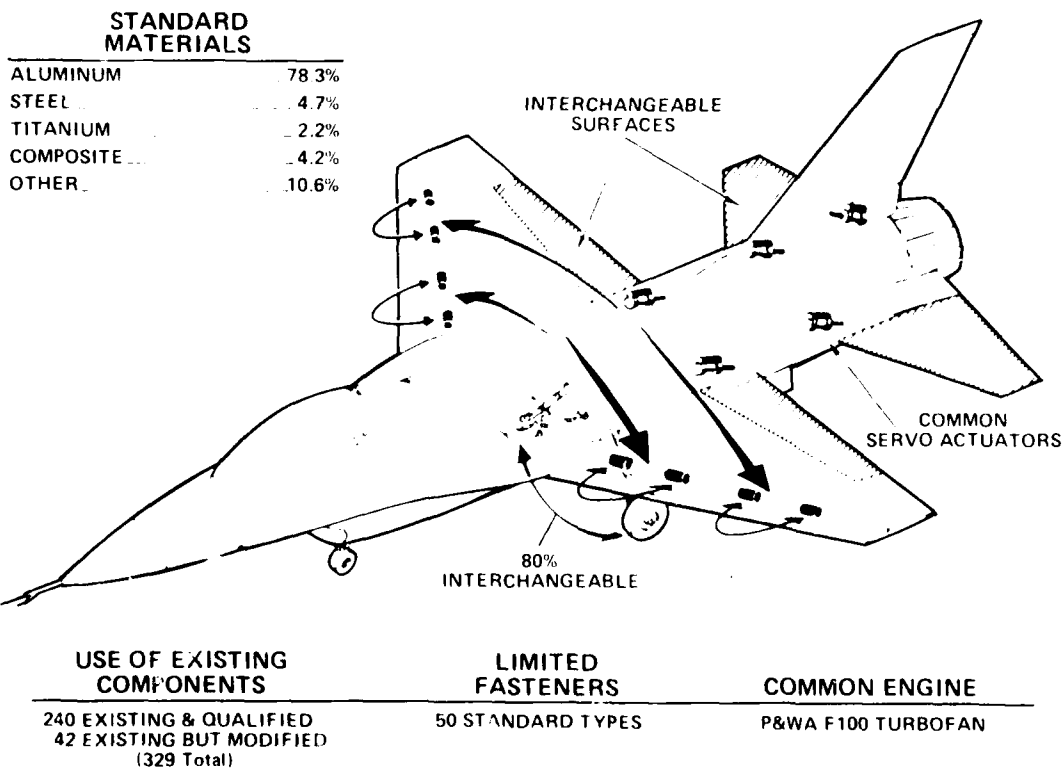 STANDARD
MATERIALS
ALUMINUM 78.3%
STEEL 4.7%
TITANIUM 2.2%
COMPOSITE 4.2%
OTHER 10.6%
INTERCHANGEABLE
SURFACES
COMMON
SERVO ACTUATORS
80%
INTERCHANGEABLE
USE OF EXISTING
COMPONENTS
240 EXISTING & QUALIFIED
42 EXISTING BUT MODIFIED
(329 Total)
LIMITED
FASTENERS
50 STANDARD TYPES
COMMON ENGINE
P&WA F100 TURBOFAN